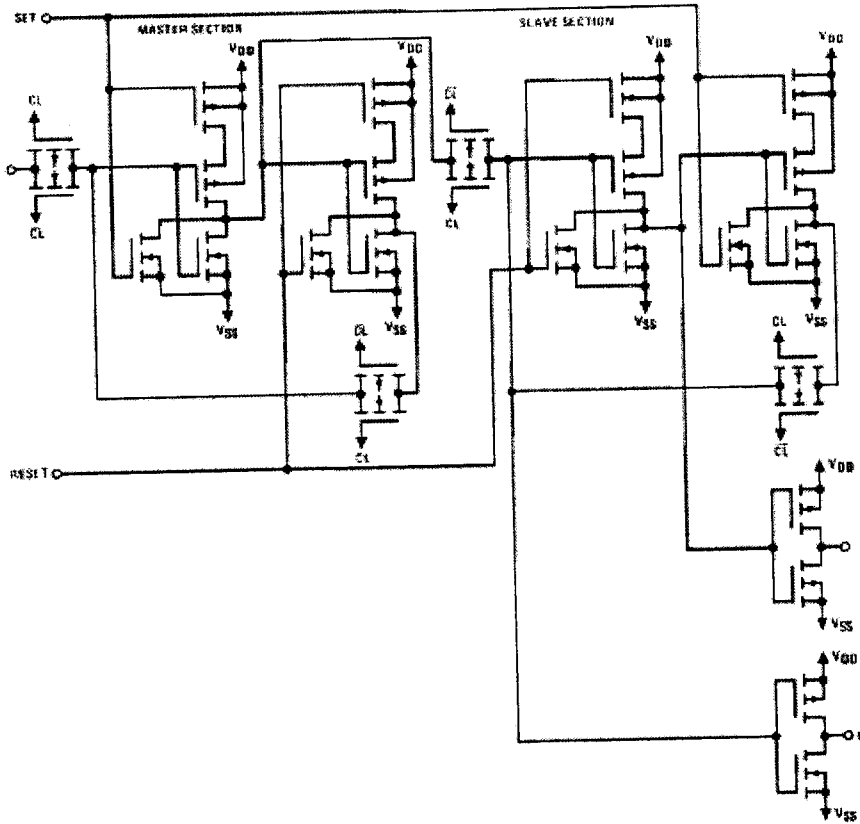 SET
MASTER SECTION
SLAVE SECTION
VDD
VDD
VDD
VDD
CL
CL
CL
CL
VSS
VSS
VSS
VSS
CL
CL
CL
CL
RESET
VDD
VSS
VDD
VSS